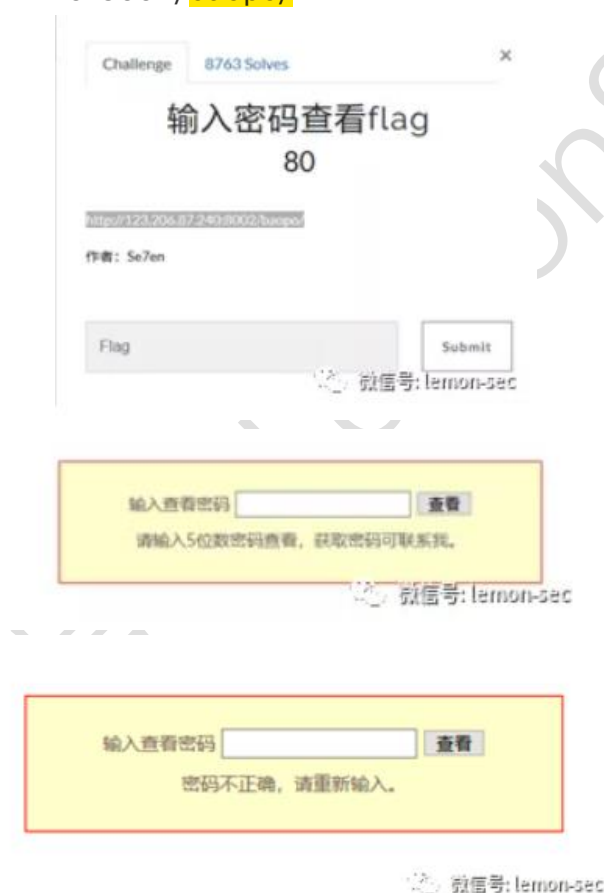 Challenge 8763 Solves ×
输入密码查看flag
80
http://123.206.87.240:8002/baopo/
作者：Se7en
Flag Submit
微信号: lemon-sec
输入查看密码 查看
请输入5位数密码查看，获取密码可联系我。
微信号: lemon-sec
输入查看密码 查看
密码不正确，请重新输入。
微信号: lemon-sec